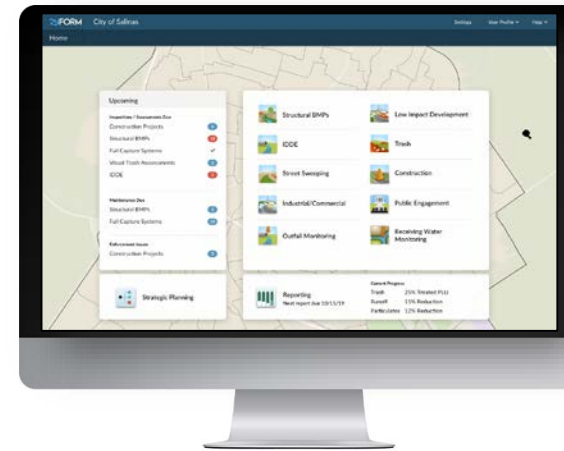 2NFORM City of Salinas
Settings User Profile Help
Home
Upcoming
Inspections / Assessments Due
Construction Projects
Structural BMPs
Full Capture Systems
Visual Trash Assessments
IDDE
Maintenance Due
Structural BMPs
Full Capture Systems
Enforcement Issues
Construction Projects
Structural BMPs
Low Impact Development
IDDE
Trash
Street Sweeping
Construction
Industrial/Commercial
Public Engagement
Outfall Monitoring
Receiving Water
Monitoring
Strategic Planning
Reporting
Next report due 10/15/19
Current Progress
Trash 25% Treated PLU
Runoff 15% Reduction
Particulates 12% Reduction